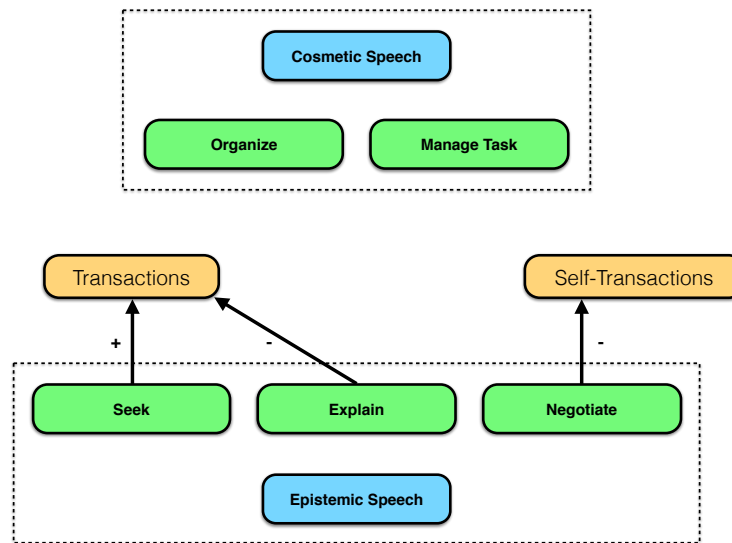 Cosmetic Speech
Organize
Manage Task
Transactions
Self-Transactions
+
-
-
Seek
Explain
Negotiate
Epistemic Speech